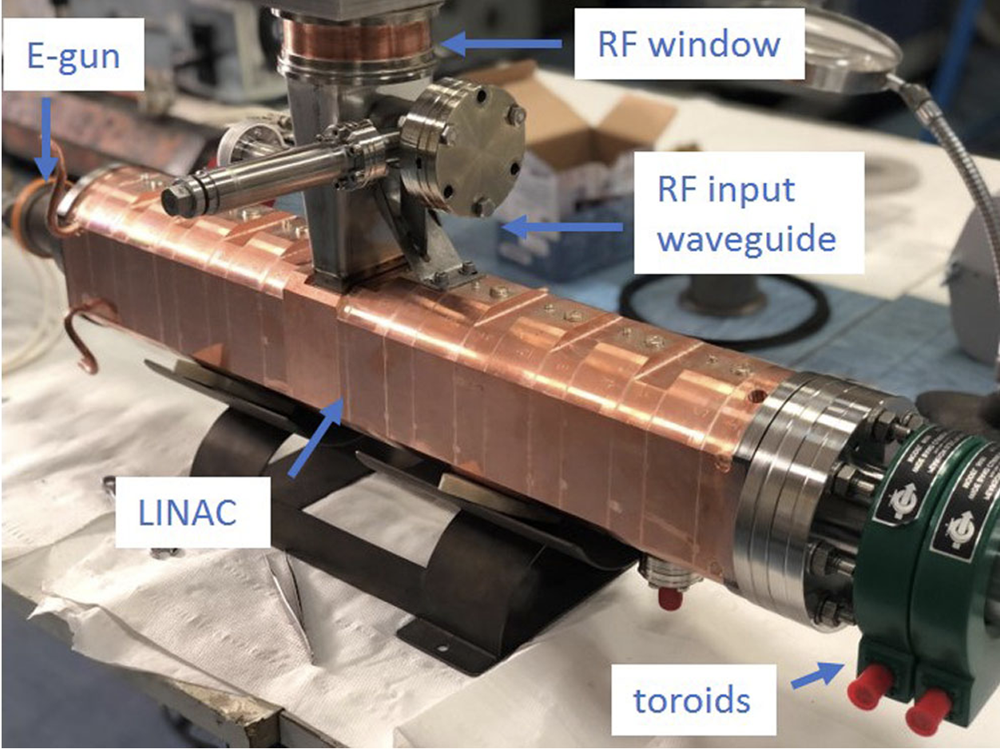 E-gun
RF window
RF input
waveguide
LINAC
toroids